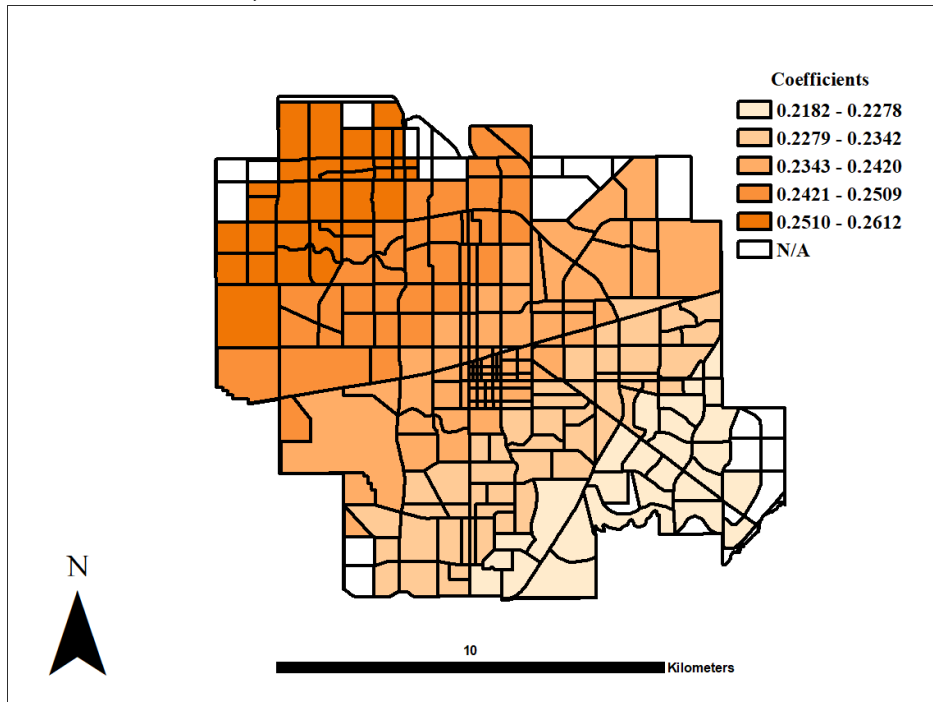 Coefficients
0.2182 - 0.2278
0.2279 - 0.2342
0.2343 - 0.2420
0.2421 - 0.2509
0.2510 - 0.2612
N/A
N
10
Kilometers